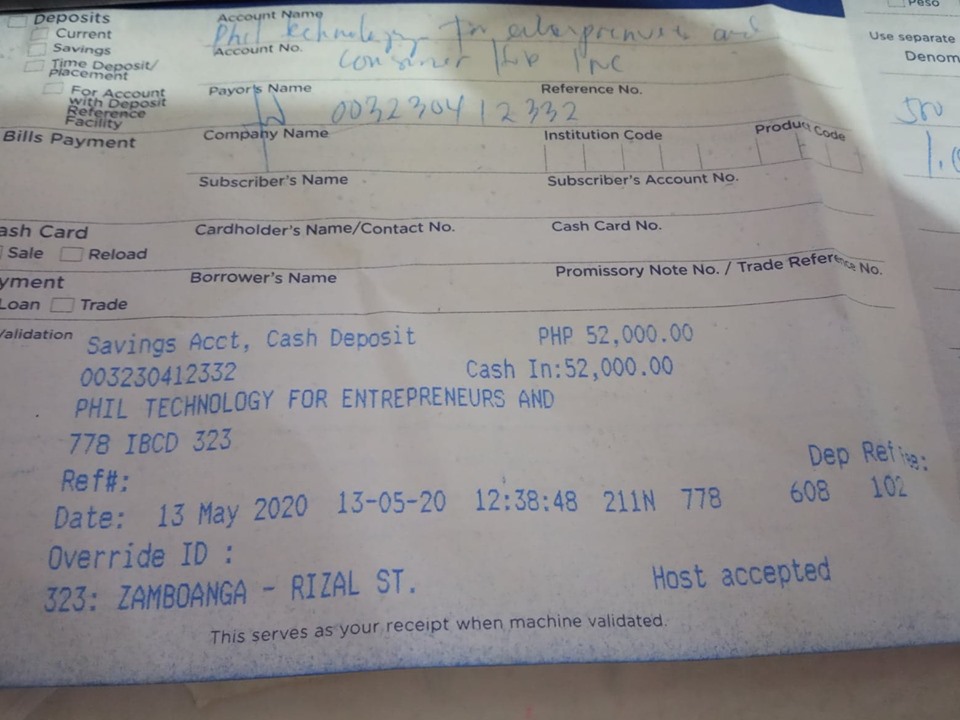 Deposits
Current
Savings
Time Deposit/
Placement
For Account
with Deposit
Reference
Facility
Account Name
Phil technology for enterpreneurs and
Account No.
consumer Hub Inc
Payor's Name
Reference No.
003230412332
Bills Payment
Company Name
Institution Code
Product Code
Subscriber's Name
Subscriber's Account No.
ash Card
Sale
Reload
Cardholder's Name/Contact No.
Cash Card No.
yment
Loan
Trade
Borrower's Name
Promissory Note No. / Trade Reference No.
Validation
Savings Acct, Cash Deposit PHP 52,000.00
003230412332 Cash In:52,000.00
PHIL TECHNOLOGY FOR ENTREPRENEURS AND
778 IBCD 323
Ref#:
Dep Ref
Date: 13 May 2020 13-05-20 12:38:48 211N 778 608 102
Override ID :
323: ZAMBOANGA - RIZAL ST. Host accepted
This serves as your receipt when machine validated.
Peso
Use separate
Denom
500